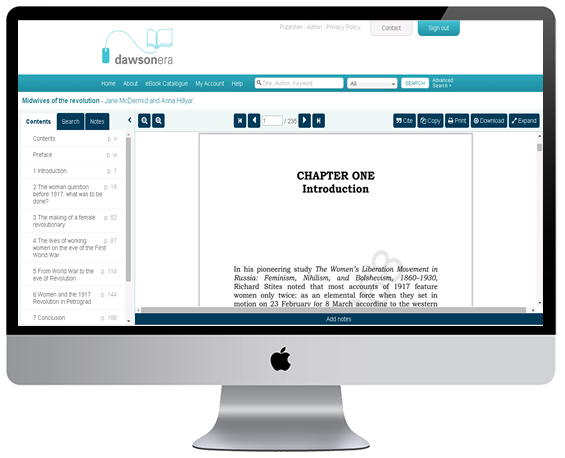 Publisher | Admin | Privacy Policy
Contact
Sign out
dawsonera
Home About eBook Catalogue My Account Help
Title, Author, Keyword
All
SEARCH
Advanced
Search »
Midwives of the revolution - Jane McDermid and Anna Hillyar.
Contents Search Notes
1 / 235
Cite Copy Print Download Expand
Contents p. v
Preface p. vi
1 Introduction p. 1
2 The woman question p. 19
before 1917: what was to be
done?
3 The making of a female p. 52
revolutionary
4 The lives of working p. 87
women on the eve of the First
World War
5 From World War to the p. 114
eve of Revolution
6 Women and the 1917 p. 144
Revolution in Petrograd
7 Conclusion p. 188
CHAPTER ONE
Introduction
In his pioneering study The Women's Liberation Movement in
Russia: Feminism, Nihilism, and Bolshevism, 1860–1930,
Richard Stites noted that most accounts of 1917 feature
women only twice: as an elemental force when they set in
motion on 23 February (or 8 March according to the western
Add notes